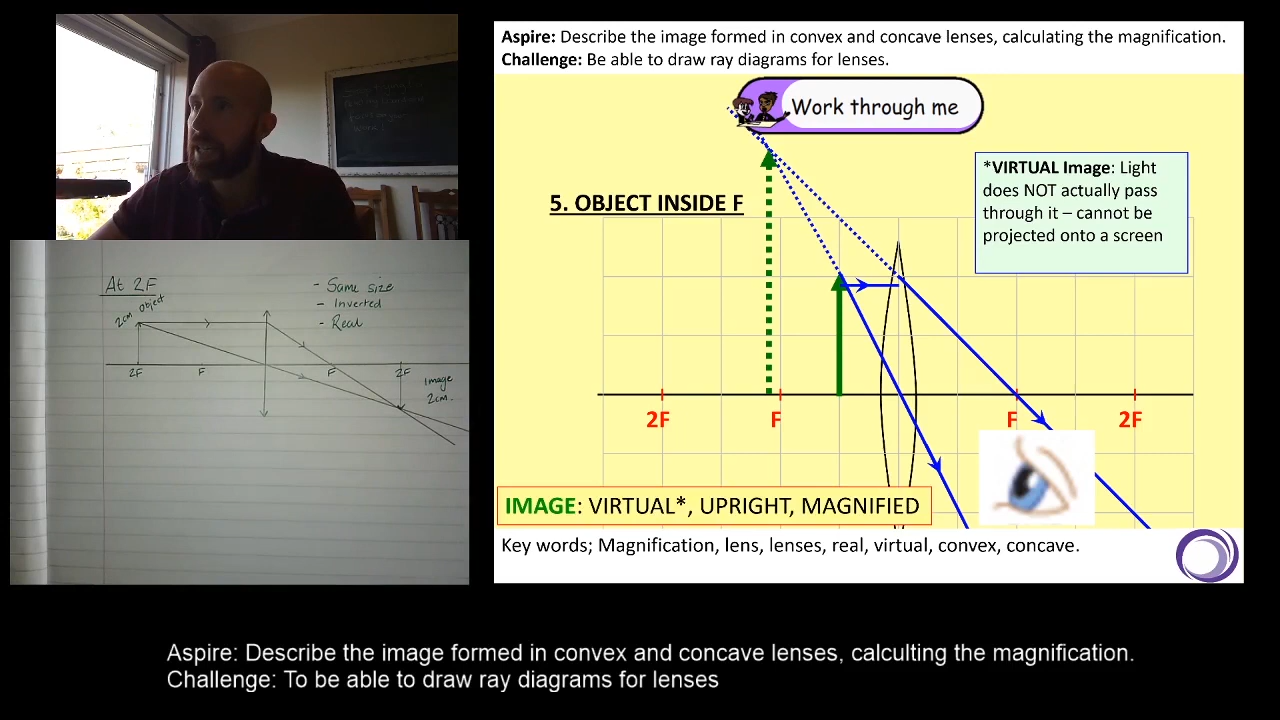 Aspire: Describe the image formed in convex and concave lenses, calculating the magnification.
Challenge: Be able to draw ray diagrams for lenses.
Work through me
5. OBJECT INSIDE F
*VIRTUAL Image: Light
does NOT actually pass
through it – cannot be
projected onto a screen
2F
F
F
2F
IMAGE: VIRTUAL*, UPRIGHT, MAGNIFIED
Key words; Magnification, lens, lenses, real, virtual, convex, concave.
At 2F
2cm object
- Same size
- Inverted
- Real
2F
F
F
2F
Image
2cm.
Aspire: Describe the image formed in convex and concave lenses, calculting the magnification.
Challenge: To be able to draw ray diagrams for lenses